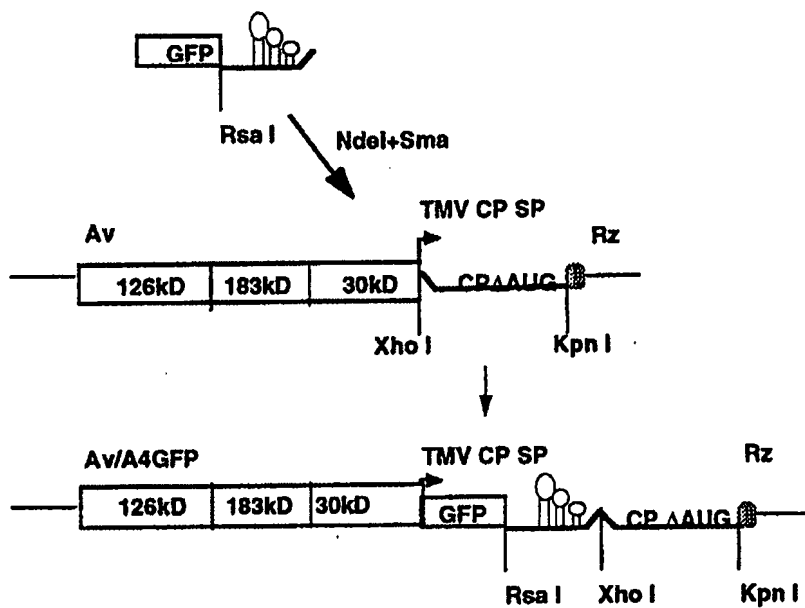 GFP
Rsa I
NdeI+Sma
TMV CP SP
Av
Rz
126kD 183kD 30kD
CPΔAUG
Xho I
Kpn I
Av/A4GFP
TMV CP SP
Rz
126kD 183kD 30kD
GFP
CP ΔAUG
Rsa I Xho I Kpn I